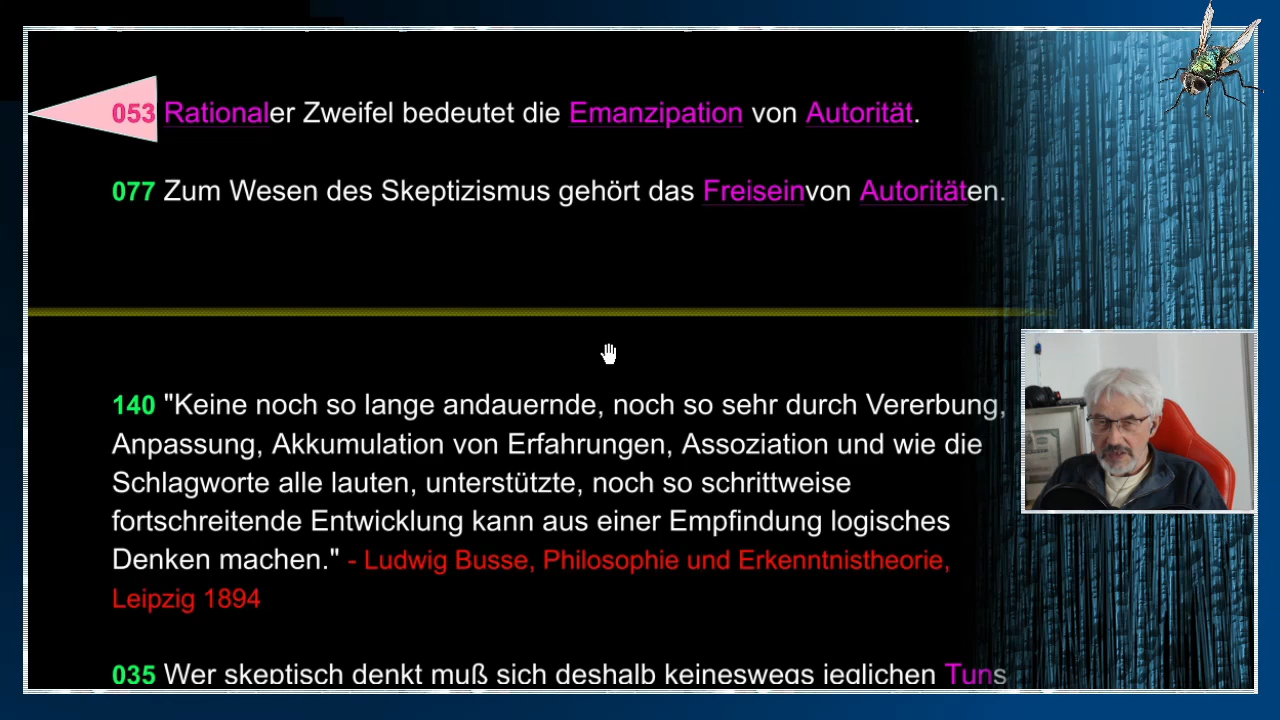 053 Rationaler Zweifel bedeutet die Emanzipation von Autorität.
077 Zum Wesen des Skeptizismus gehört das Freiseinvon Autoritäten.
140 "Keine noch so lange andauernde, noch so sehr durch Vererbung,
Anpassung, Akkumulation von Erfahrungen, Assoziation und wie die
Schlagworte alle lauten, unterstützte, noch so schrittweise
fortschreitende Entwicklung kann aus einer Empfindung logisches
Denken machen." - Ludwig Busse, Philosophie und Erkenntnistheorie,
Leipzig 1894
035 Wer skeptisch denkt muß sich deshalb keineswegs jeglichen Tuns